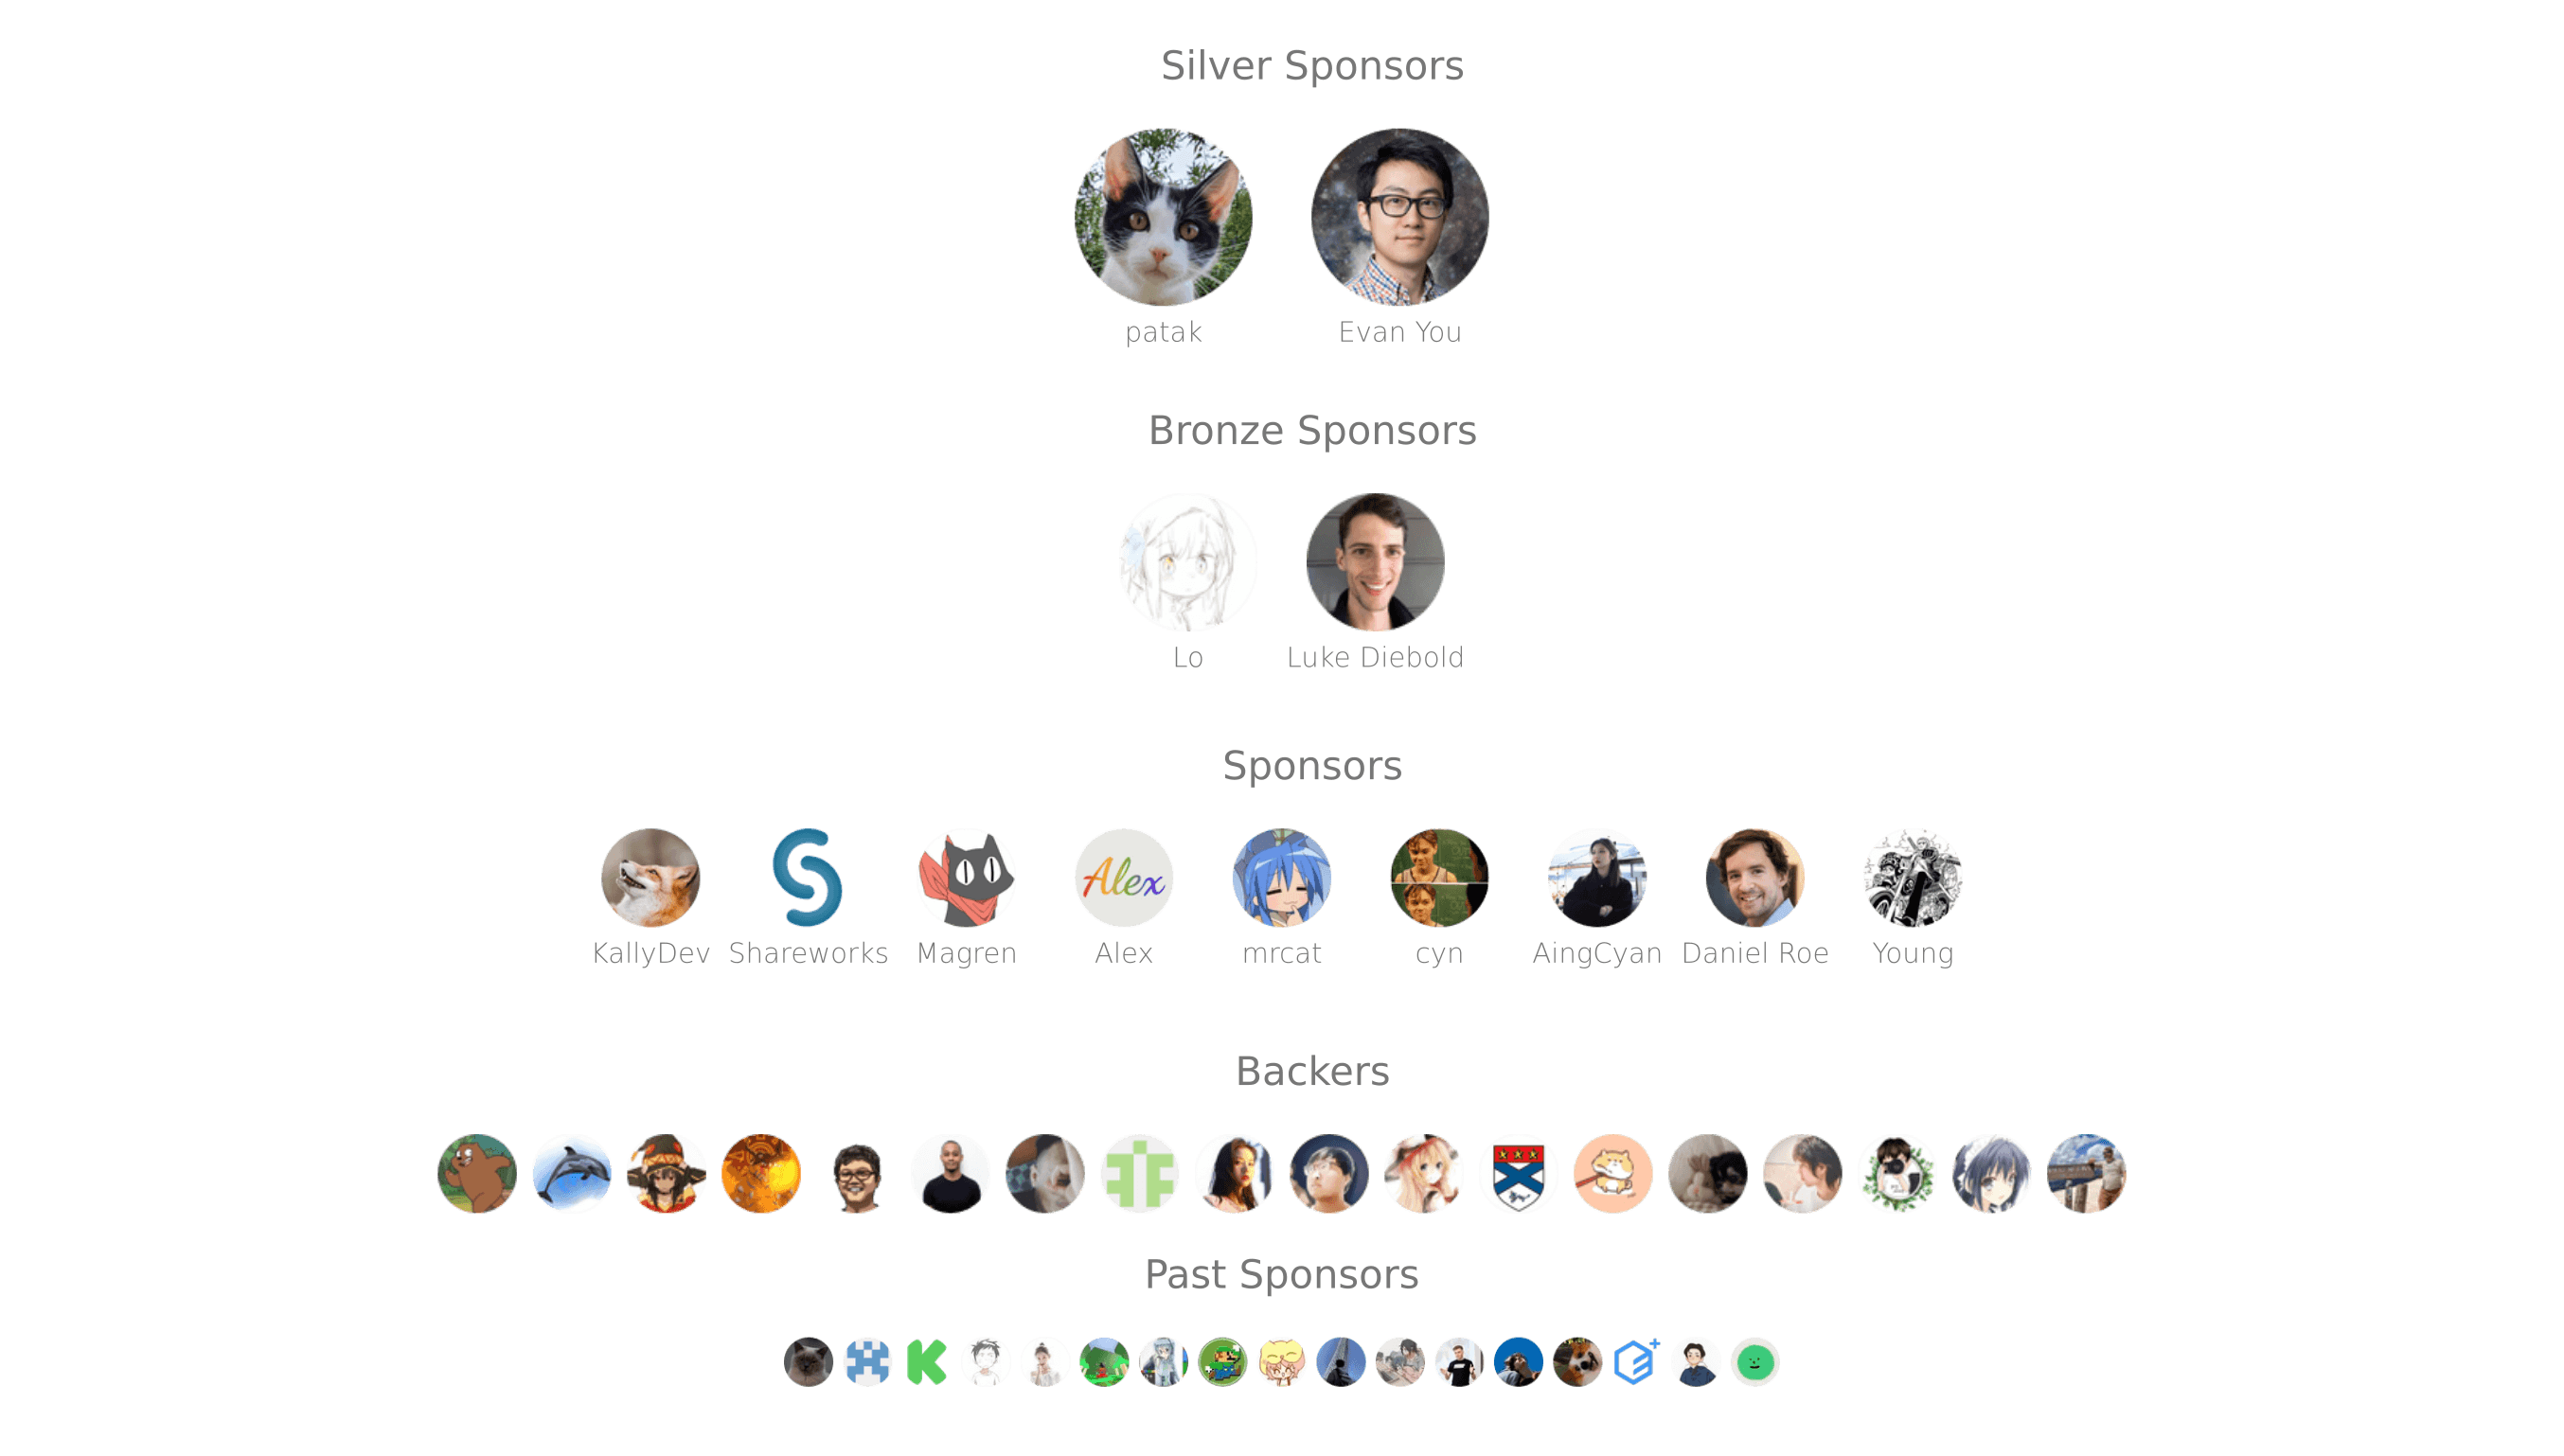 Silver Sponsors
patak
Evan You
Bronze Sponsors
Lo
Luke Diebold
Sponsors
Alex
KallyDev
Shareworks
Magren
Alex
mrcat
cyn
AingCyan
Daniel Roe
Young
Backers
Past Sponsors